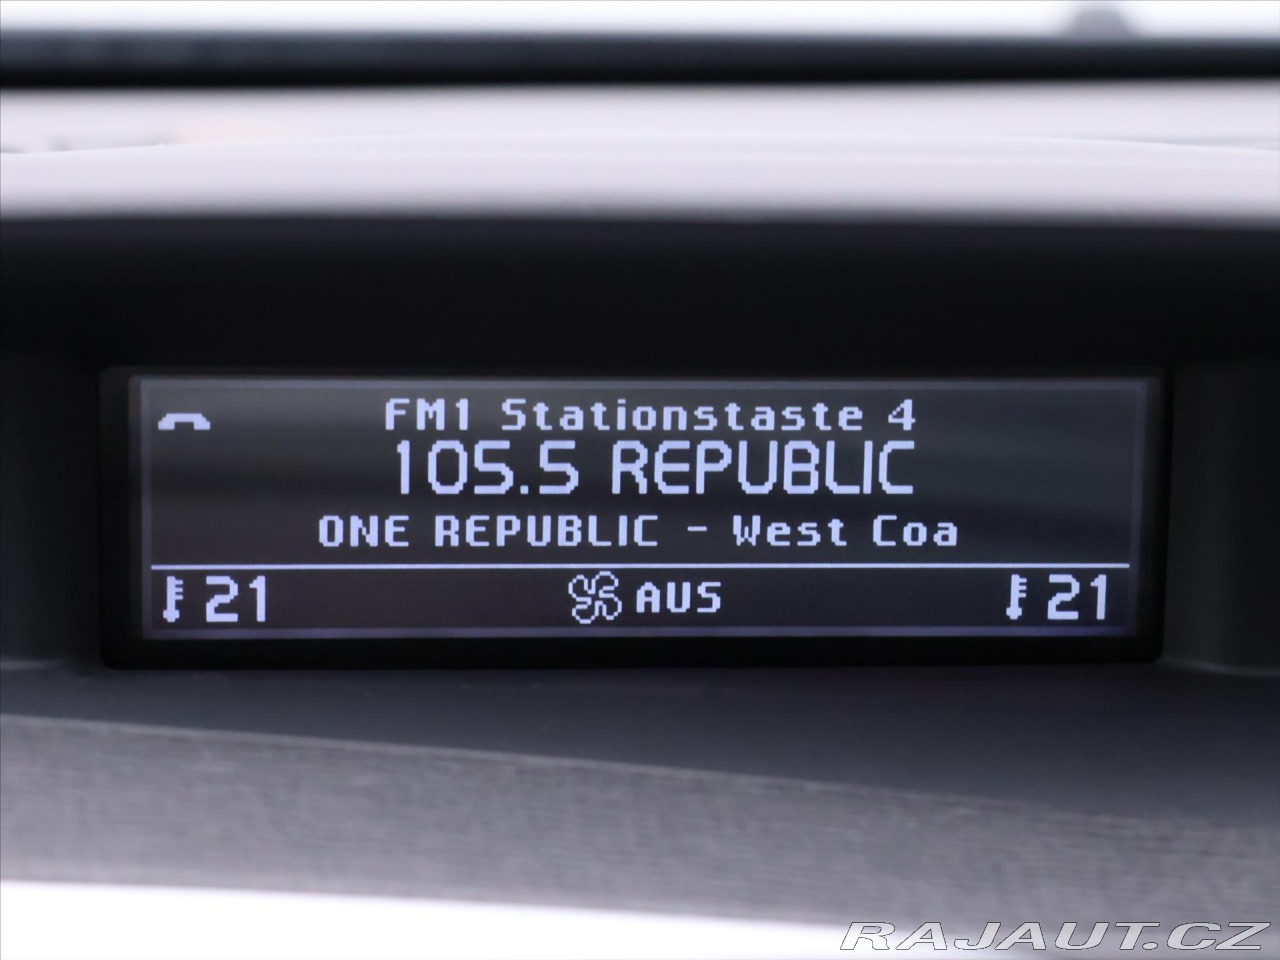 FM1 Stationstaste 4
105.5 REPUBLIC
ONE REPUBLIC - West Coa
21 AUS 21
RAJAUT.CZ